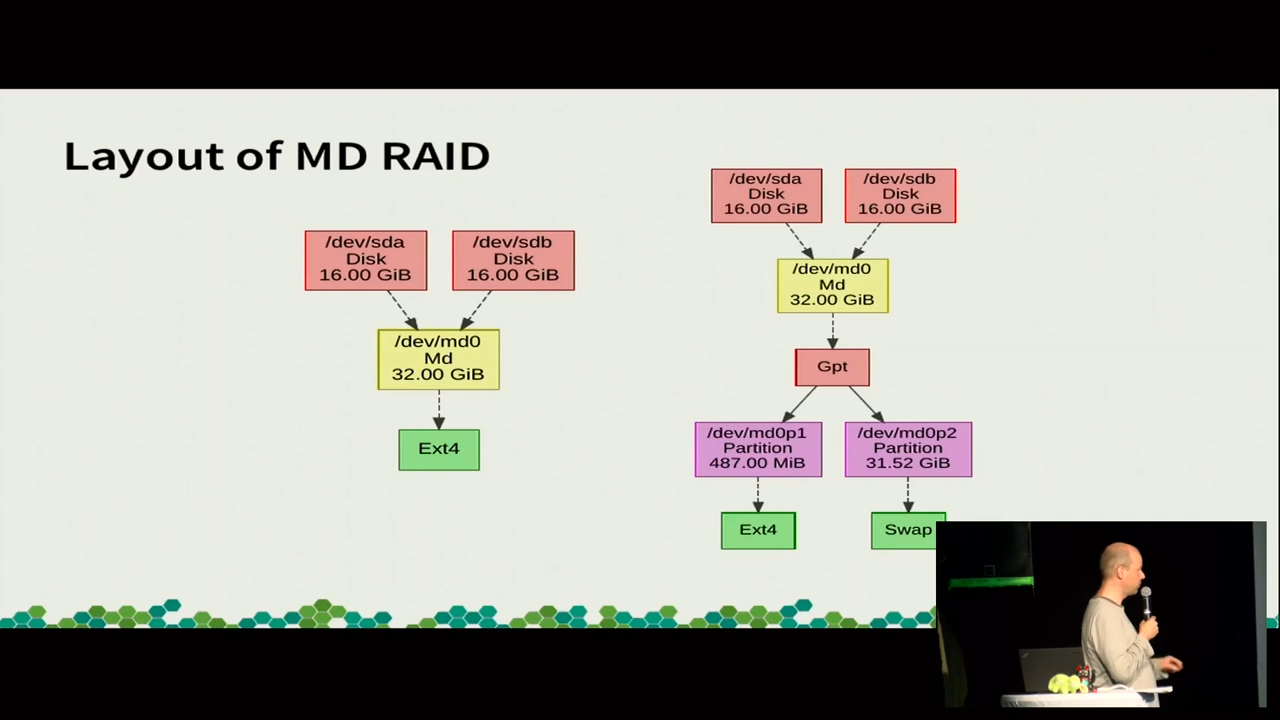 Layout of MD RAID
/dev/sda
Disk
16.00 GiB
/dev/sdb
Disk
16.00 GiB
/dev/md0
Md
32.00 GiB
Ext4
/dev/sda
Disk
16.00 GiB
/dev/sdb
Disk
16.00 GiB
/dev/md0
Md
32.00 GiB
Gpt
/dev/md0p1
Partition
487.00 MiB
/dev/md0p2
Partition
31.52 GiB
Ext4
Swap